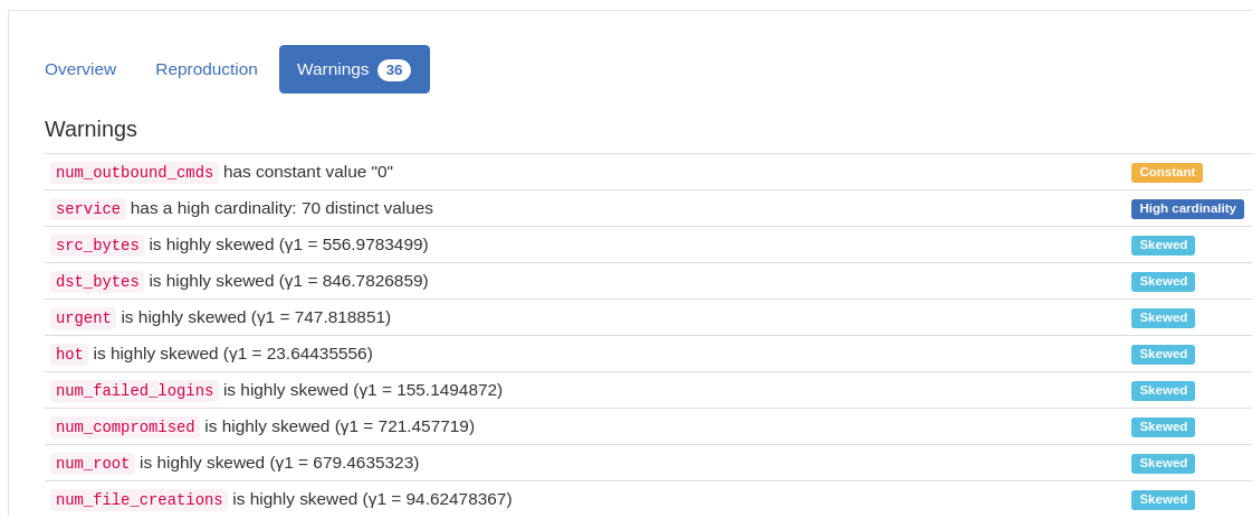 Overview Reproduction Warnings 36
Warnings
num_outbound_cmds has constant value "0" Constant
service has a high cardinality: 70 distinct values High cardinality
src_bytes is highly skewed (γ1 = 556.9783499) Skewed
dst_bytes is highly skewed (γ1 = 846.7826859) Skewed
urgent is highly skewed (γ1 = 747.818851) Skewed
hot is highly skewed (γ1 = 23.64435556) Skewed
num_failed_logins is highly skewed (γ1 = 155.1494872) Skewed
num_compromised is highly skewed (γ1 = 721.457719) Skewed
num_root is highly skewed (γ1 = 679.4635323) Skewed
num_file_creations is highly skewed (γ1 = 94.62478367) Skewed